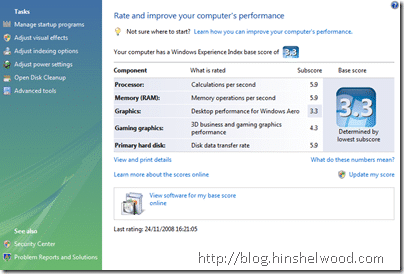 Tasks
Manage startup programs
Adjust visual effects
Adjust indexing options
Adjust power settings
Open Disk Cleanup
Advanced tools
See also
Security Center
Problem Reports and Solutions
Rate and improve your computer's performance
Not sure where to start? Learn how you can improve your computer's performance.
Your computer has a Windows Experience Index base score of 3.3
Component What is rated Subscore Base score
Processor: Calculations per second 5.9
Memory (RAM): Memory operations per second 5.9
Graphics: Desktop performance for Windows Aero 3.3
Gaming graphics: 3D business and gaming graphics performance 4.3
Primary hard disk: Disk data transfer rate 5.9
3.3
Determined by
lowest subscore
View and print details What do these numbers mean?
Learn more about the scores online Update my score
View software for my base score
online
Last rating: 24/11/2008 16:21:05
http://blog.hinshelwood.com